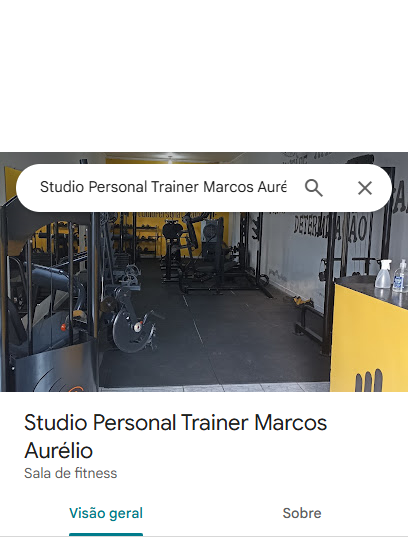 Studio Personal Trainer Marcos Auré
DETERMINAÇÃO
Studio Personal Trainer Marcos
Aurélio
Sala de fitness
Visão geral
Sobre